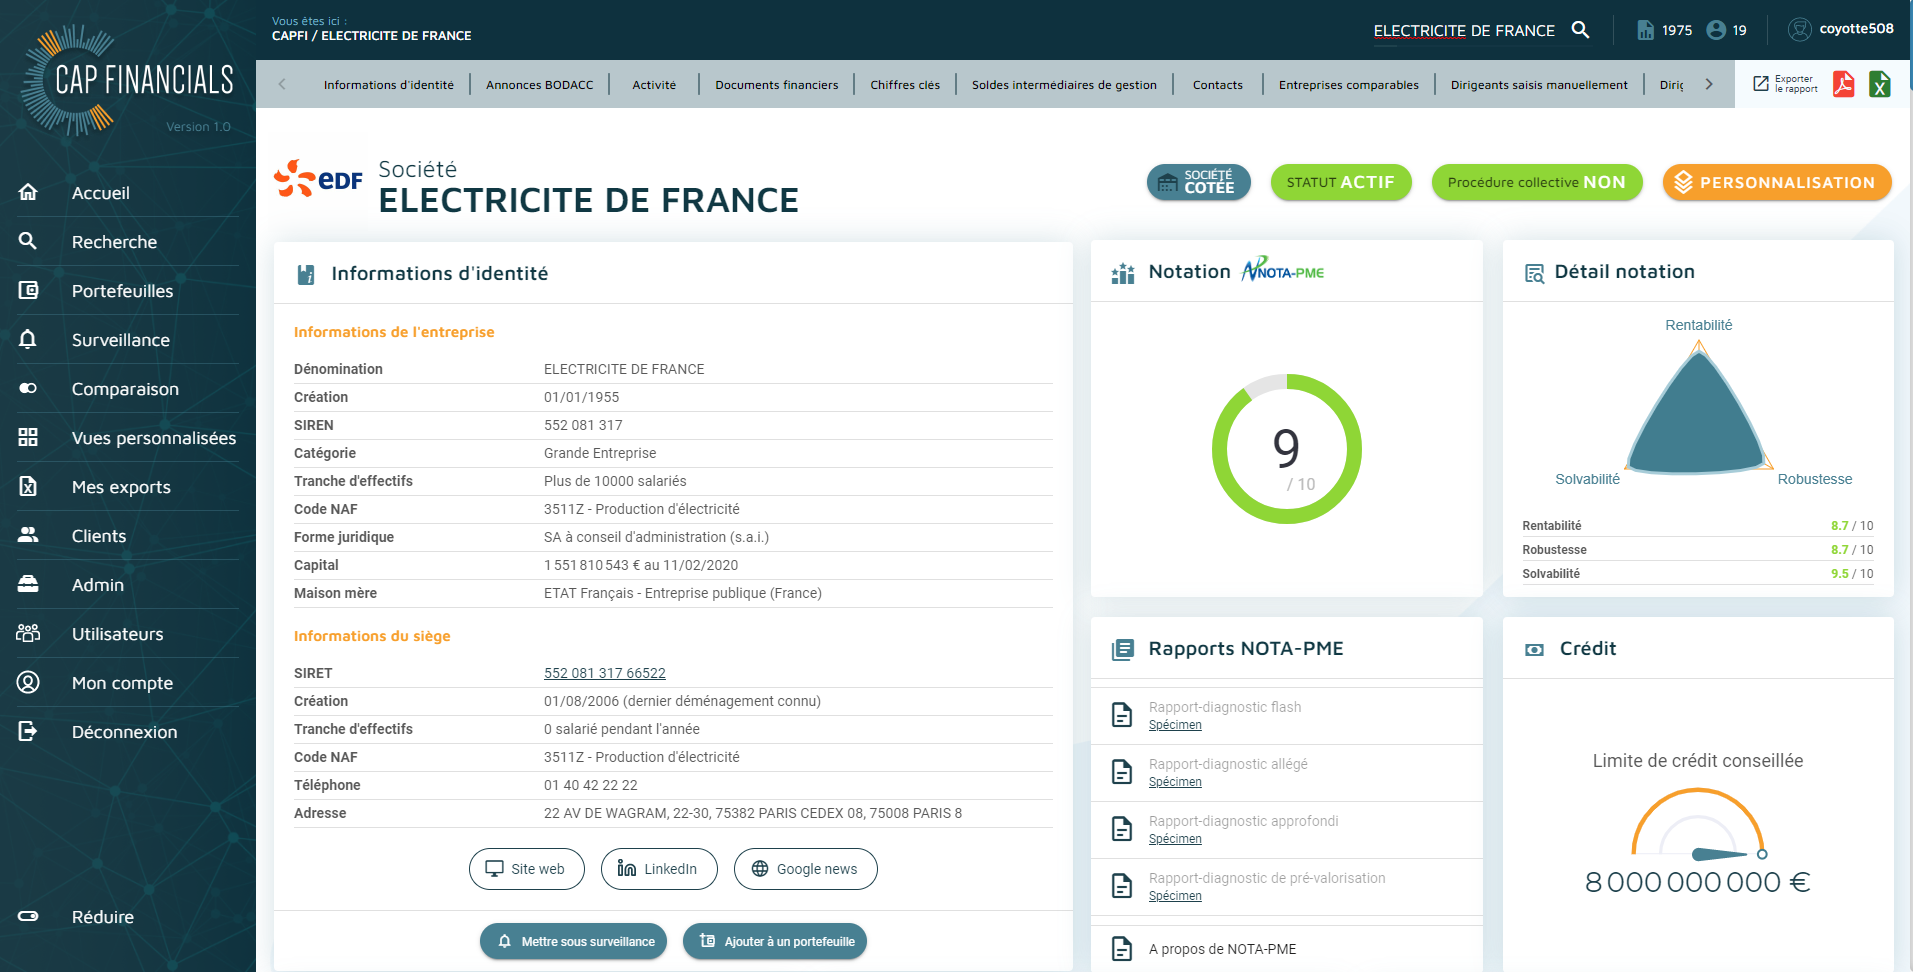 CAP FINANCIALS
Version 1.0
Accueil
Recherche
Portefeuilles
Surveillance
Comparaison
Vues personnalisées
Mes exports
Clients
Admin
Utilisateurs
Mon compte
Déconnexion
Réduire
Vous êtes ici :
CAPFI / ELECTRICITE DE FRANCE
ELECTRICITE DE FRANCE
1975
19
coyotte508
Informations d'identité
Annonces BODACC
Activité
Documents financiers
Chiffres clés
Soldes intermédiaires de gestion
Contacts
Entreprises comparables
Dirigeants saisis manuellement
Dirig
Exporter
le rapport
EDF
Société
ELECTRICITE DE FRANCE
SOCIÉTÉ
COTÉE
STATUT ACTIF
Procédure collective NON
PERSONNALISATION
Informations d'identité
Informations de l'entreprise
Dénomination ELECTRICITE DE FRANCE
Création 01/01/1955
SIREN 552 081 317
Catégorie Grande Entreprise
Tranche d'effectifs Plus de 10000 salariés
Code NAF 3511Z - Production d'électricité
Forme juridique SA à conseil d'administration (s.a.i.)
Capital 1 551 810 543 € au 11/02/2020
Maison mère ETAT Français - Entreprise publique (France)
Informations du siège
SIRET 552 081 317 66522
Création 01/08/2006 (dernier déménagement connu)
Tranche d'effectifs 0 salarié pendant l'année
Code NAF 3511Z - Production d'électricité
Téléphone 01 40 42 22 22
Adresse 22 AV DE WAGRAM, 22-30, 75382 PARIS CEDEX 08, 75008 PARIS 8
Site web
LinkedIn
Google news
Mettre sous surveillance
Ajouter à un portefeuille
Notation NOTA-PME
9
/ 10
Détail notation
Rentabilité
Solvabilité
Robustesse
Rentabilité 8.7 / 10
Robustesse 8.7 / 10
Solvabilité 9.5 / 10
Rapports NOTA-PME
Rapport-diagnostic flash
Spécimen
Rapport-diagnostic allégé
Spécimen
Rapport-diagnostic approfondi
Spécimen
Rapport-diagnostic de pré-valorisation
Spécimen
A propos de NOTA-PME
Crédit
Limite de crédit conseillée
8 000 000 000 €